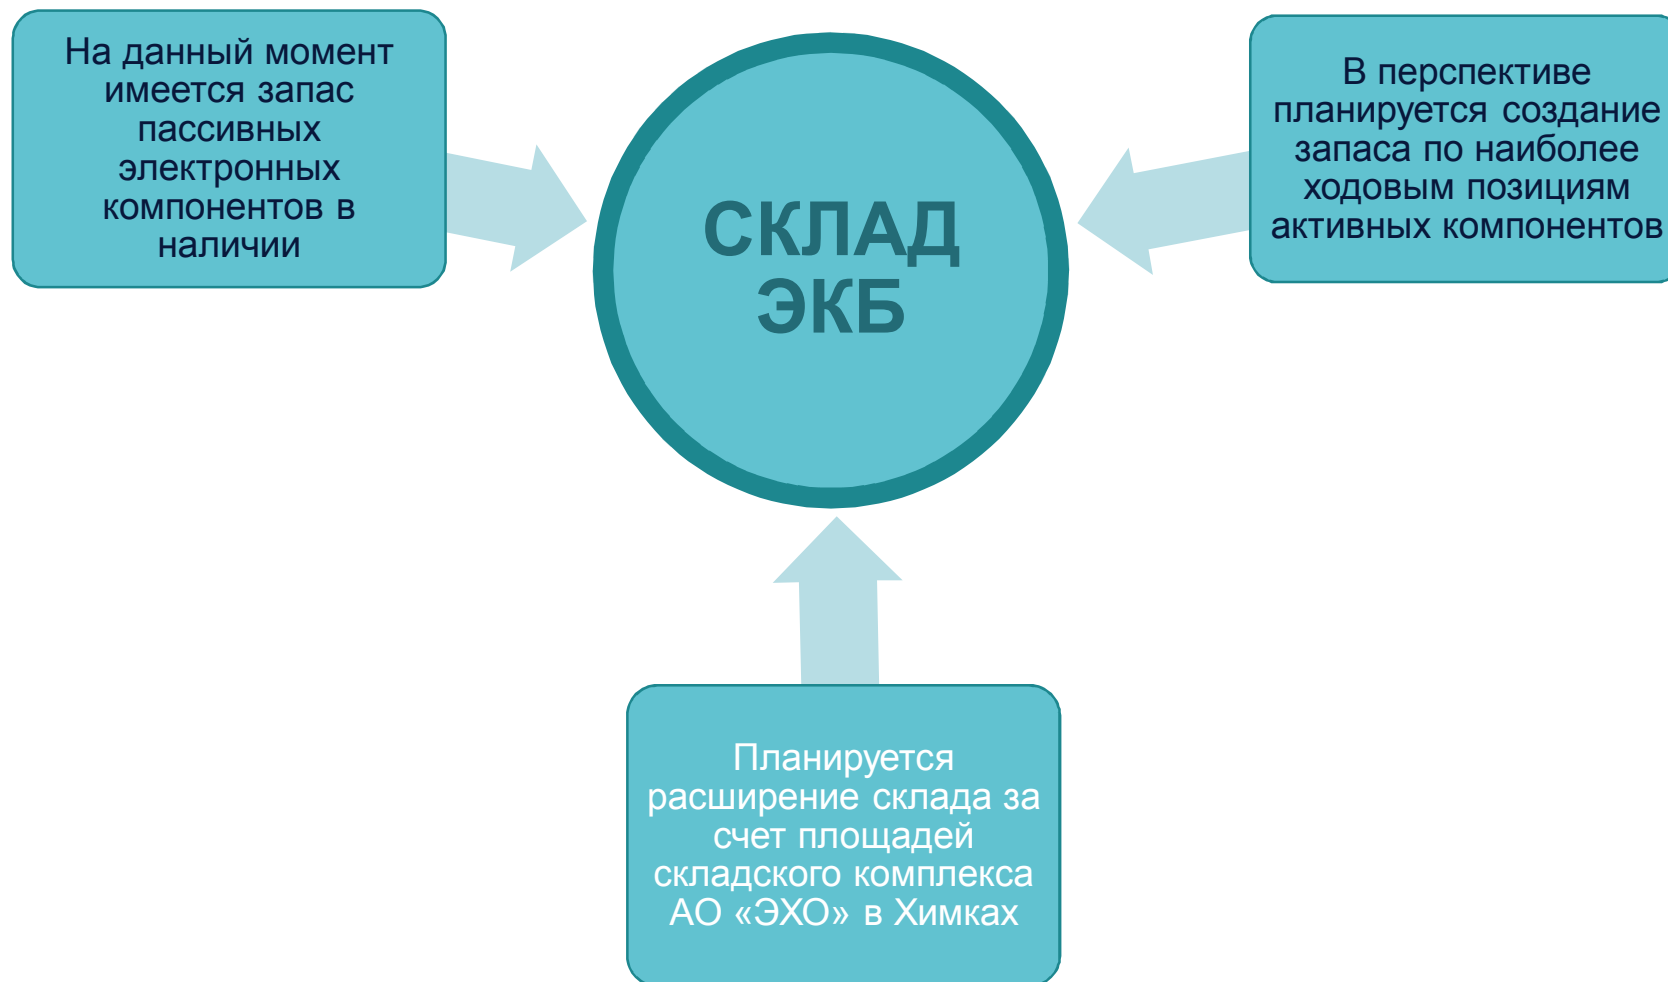 На данный момент
имеется запас
пассивных
электронных
компонентов в
наличии
СКЛАД
ЭКБ
В перспективе
планируется создание
запаса по наиболее
ходовым позициям
активных компонентов
Планируется
расширение склада за
счет площадей
складского комплекса
АО «ЭХО» в Химках